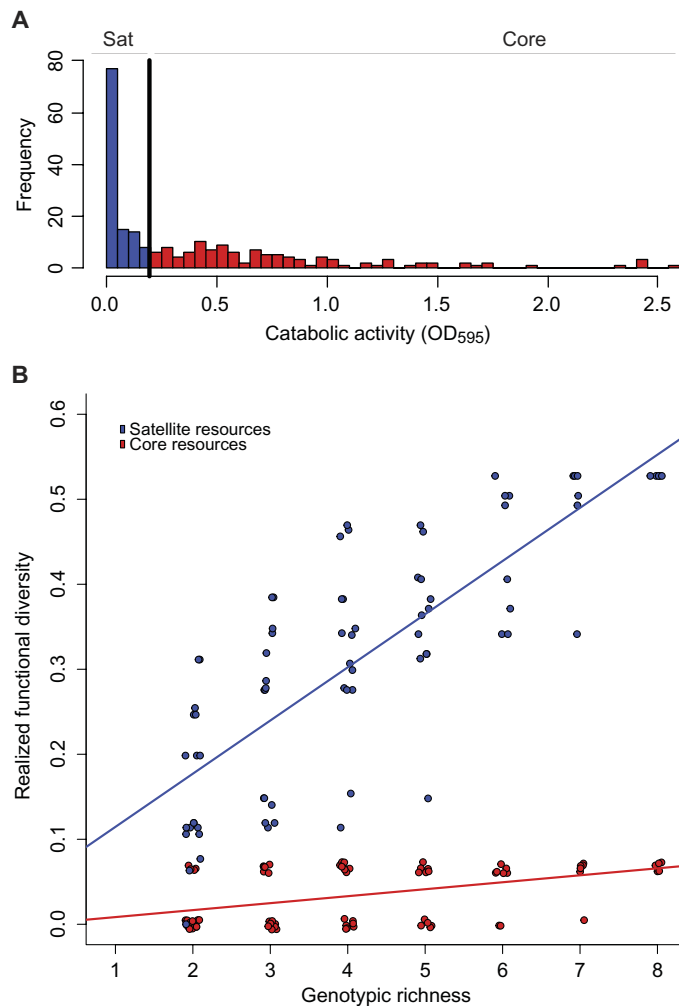 A
Sat Core
80
60
40
20
0
Frequency
0.0 0.5 1.0 1.5 2.0 2.5
Catabolic activity (OD595)
B
Satellite resources
Core resources
0.6
0.5
0.4
0.3
0.2
0.1
0.0
Realized functional diversity
1 2 3 4 5 6 7 8
Genotypic richness